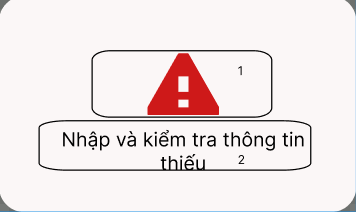 1
Nhập và kiểm tra thông tin
thiếu 2